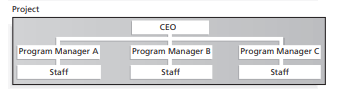 Project
CEO
Program Manager A Program Manager B Program Manager C
Staff Staff Staff